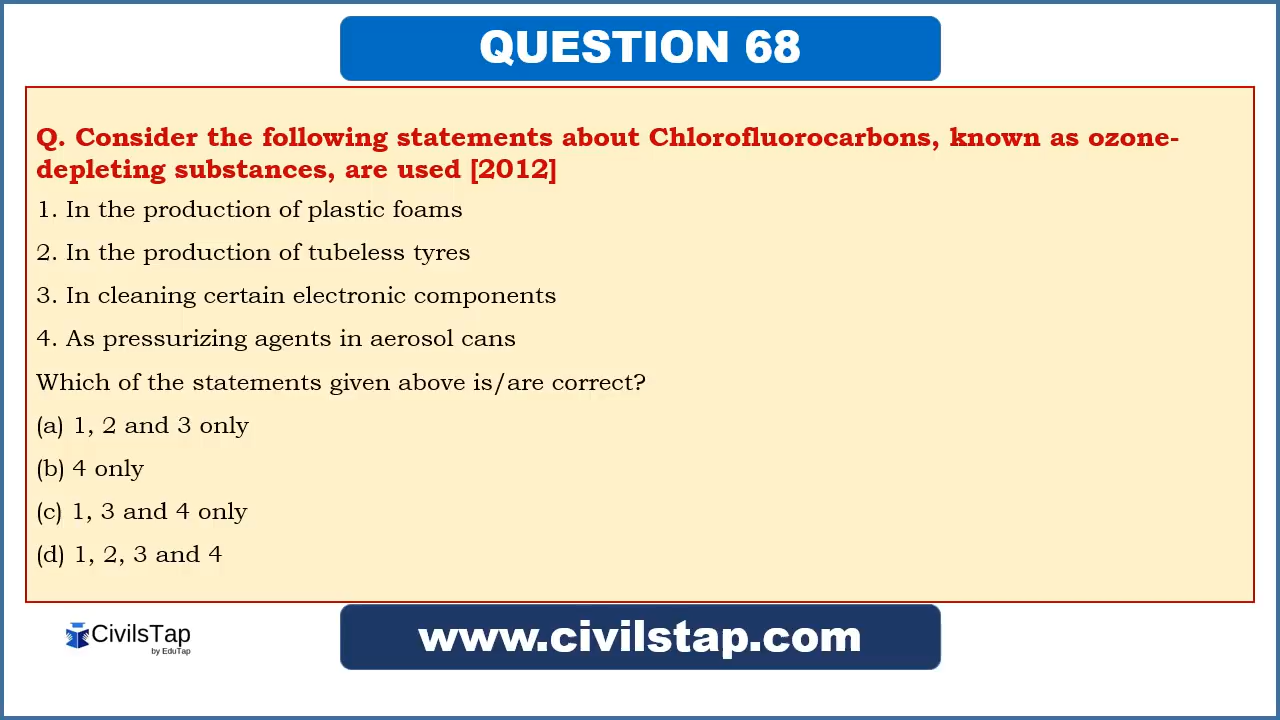 QUESTION 68
Q. Consider the following statements about Chlorofluorocarbons, known as ozone-
depleting substances, are used [2012]
1. In the production of plastic foams
2. In the production of tubeless tyres
3. In cleaning certain electronic components
4. As pressurizing agents in aerosol cans
Which of the statements given above is/are correct?
(a) 1, 2 and 3 only
(b) 4 only
(c) 1, 3 and 4 only
(d) 1, 2, 3 and 4
CivilsTap
by EduTap
www.civilstap.com